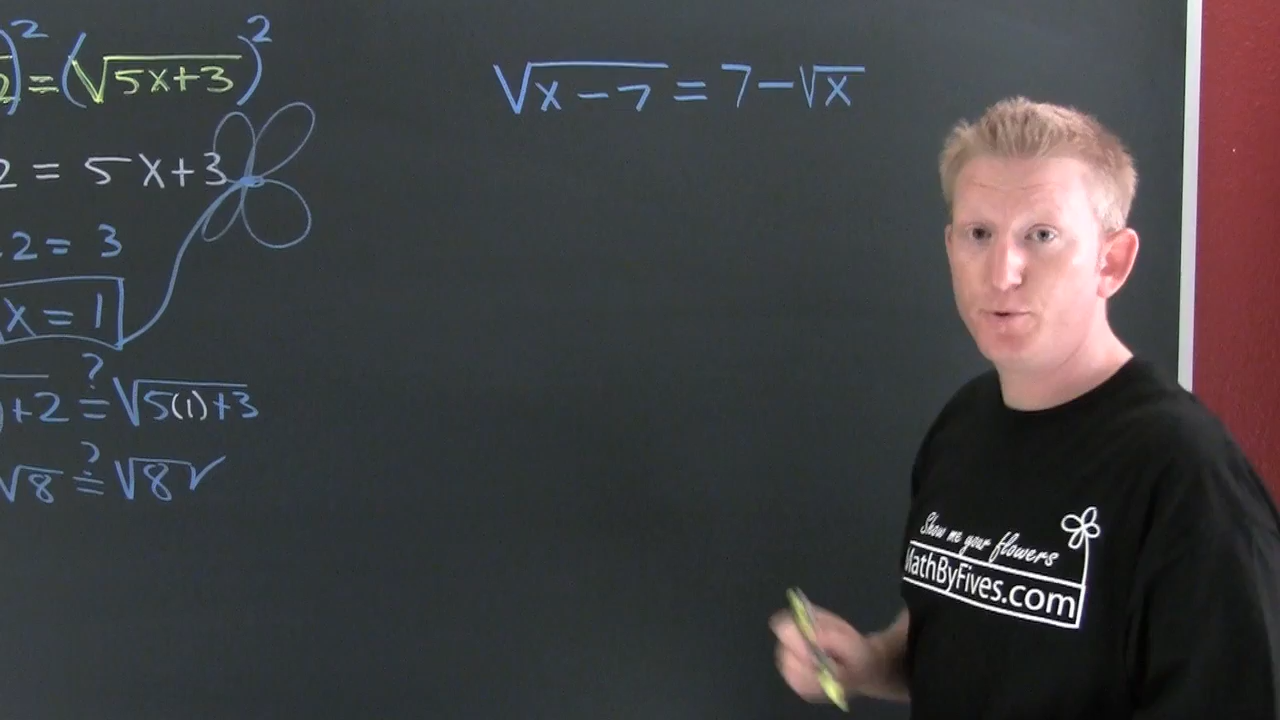 )² = (√5x+3)²
2 = 5x+3
2 = 3
x = 1
)+2 ?= √5(1)+3
√8 ?= √8 ✓
√x-7 = 7-√x
Show me your flowers
MathByFives.com